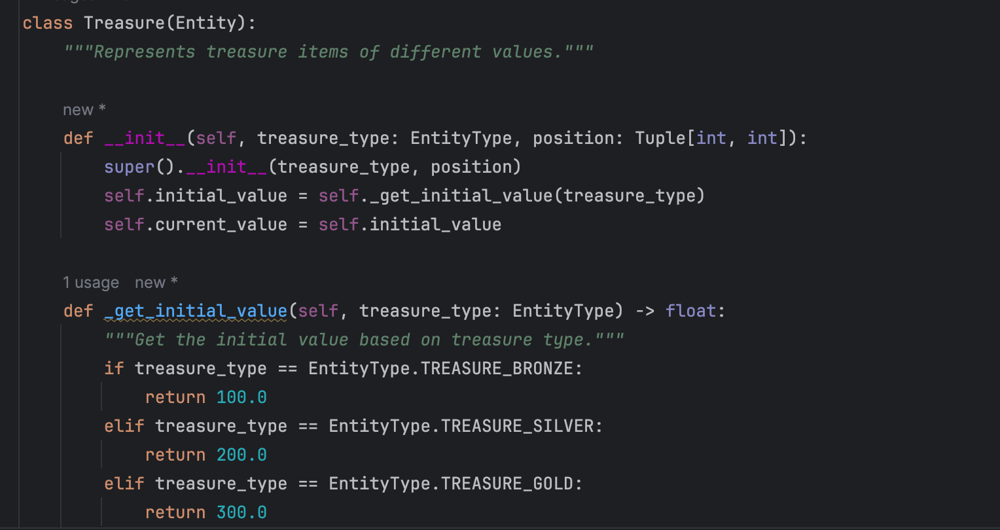 class Treasure(Entity):
"""Represents treasure items of different values."""
new *
def __init__(self, treasure_type: EntityType, position: Tuple[int, int]):
super().__init__(treasure_type, position)
self.initial_value = self._get_initial_value(treasure_type)
self.current_value = self.initial_value
1 usage new *
def _get_initial_value(self, treasure_type: EntityType) -> float:
"""Get the initial value based on treasure type."""
if treasure_type == EntityType.TREASURE_BRONZE:
return 100.0
elif treasure_type == EntityType.TREASURE_SILVER:
return 200.0
elif treasure_type == EntityType.TREASURE_GOLD:
return 300.0